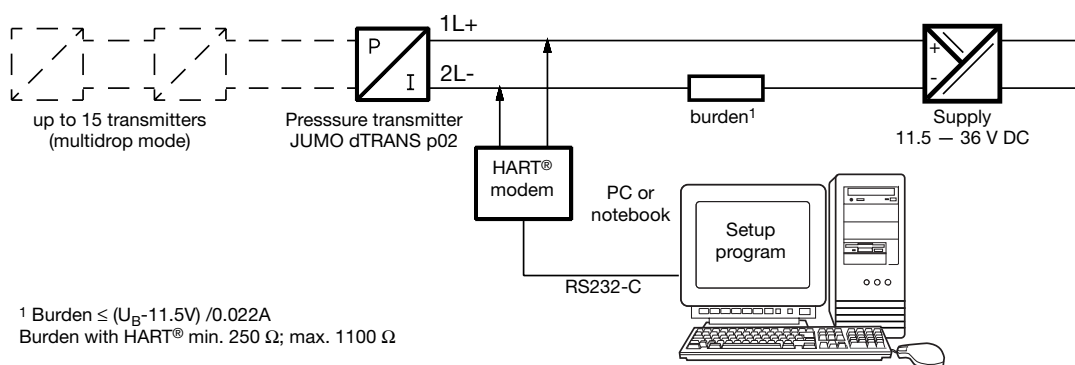 1L+
P
I
2L-
+
-
up to 15 transmitters
(multidrop mode)
Presssure transmitter
JUMO dTRANS p02
burden¹
Supply
11.5 — 36 V DC
HART®
modem
PC or
notebook
Setup
program
RS232-C
¹ Burden ≤ (U_B-11.5V) /0.022A
Burden with HART® min. 250 Ω; max. 1100 Ω